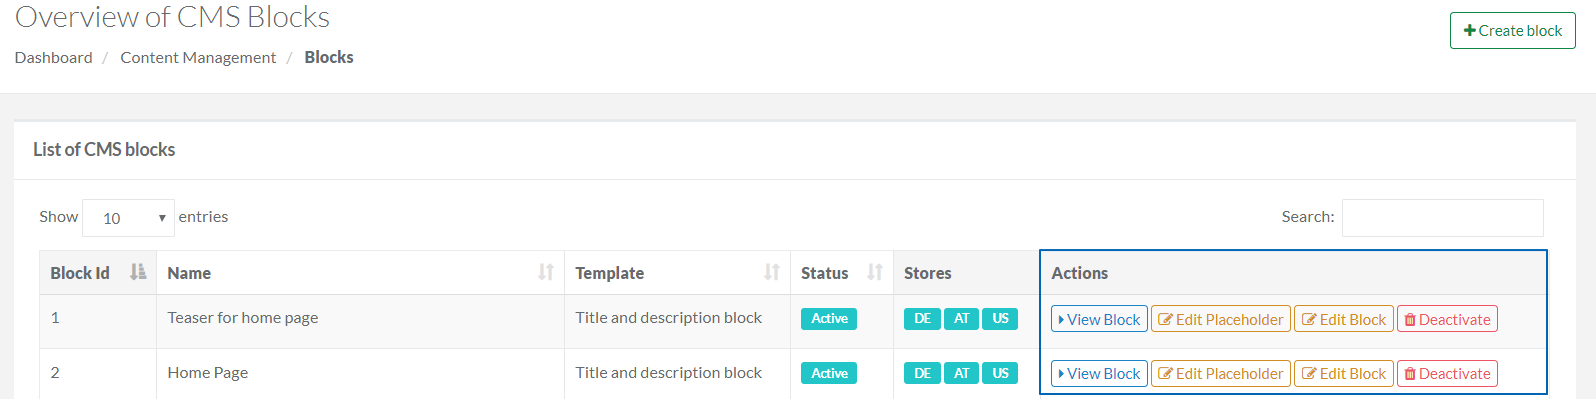 Overview of CMS Blocks
Create block
Dashboard / Content Management / Blocks
List of CMS blocks
Show 10 entries Search:
Block Id Name Template Status Stores Actions
1 Teaser for home page Title and description block Active DE AT US View Block Edit Placeholder Edit Block Deactivate
2 Home Page Title and description block Active DE AT US View Block Edit Placeholder Edit Block Deactivate